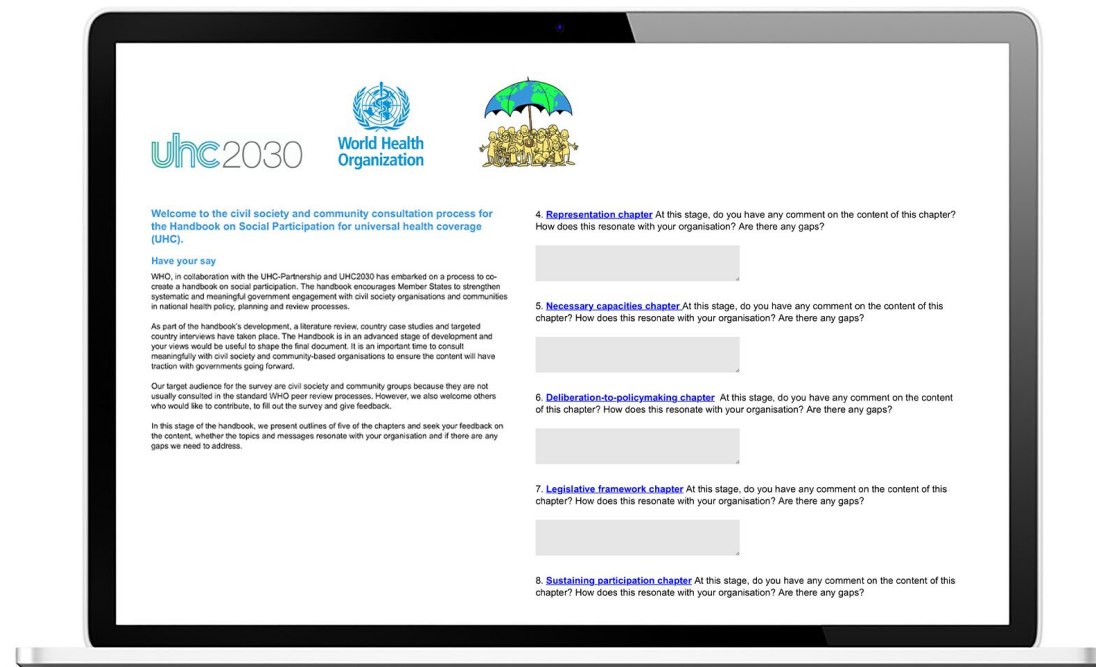 uhc2030
World Health
Organization
Welcome to the civil society and community consultation process for
the Handbook on Social Participation for universal health coverage
(UHC).
Have your say
WHO, in collaboration with the UHC-Partnership and UHC2030 has embarked on a process to co-
create a handbook on social participation. The handbook encourages Member States to strengthen
systematic and meaningful government engagement with civil society organisations and communities
in national health policy, planning and review processes.
As part of the handbook's development, a literature review, country case studies and targeted
country interviews have taken place. The Handbook is in an advanced stage of development and
your views would be useful to shape the final document. It is an important time to consult
meaningfully with civil society and community-based organisations to ensure the content will have
traction with governments going forward.
Our target audience for the survey are civil society and community groups because they are not
usually consulted in the standard WHO peer review processes. However, we also welcome others
who would like to contribute, to fill out the survey and give feedback.
In this stage of the handbook, we present outlines of five of the chapters and seek your feedback on
the content, whether the topics and messages resonate with your organisation and if there are any
gaps we need to address.
4. Representation chapter At this stage, do you have any comment on the content of this chapter?
How does this resonate with your organisation? Are there any gaps?
5. Necessary capacities chapter At this stage, do you have any comment on the content of this
chapter? How does this resonate with your organisation? Are there any gaps?
6. Deliberation-to-policymaking chapter At this stage, do you have any comment on the content
of this chapter? How does this resonate with your organisation? Are there any gaps?
7. Legislative framework chapter At this stage, do you have any comment on the content of this
chapter? How does this resonate with your organisation? Are there any gaps?
8. Sustaining participation chapter At this stage, do you have any comment on the content of this
chapter? How does this resonate with your organisation? Are there any gaps?